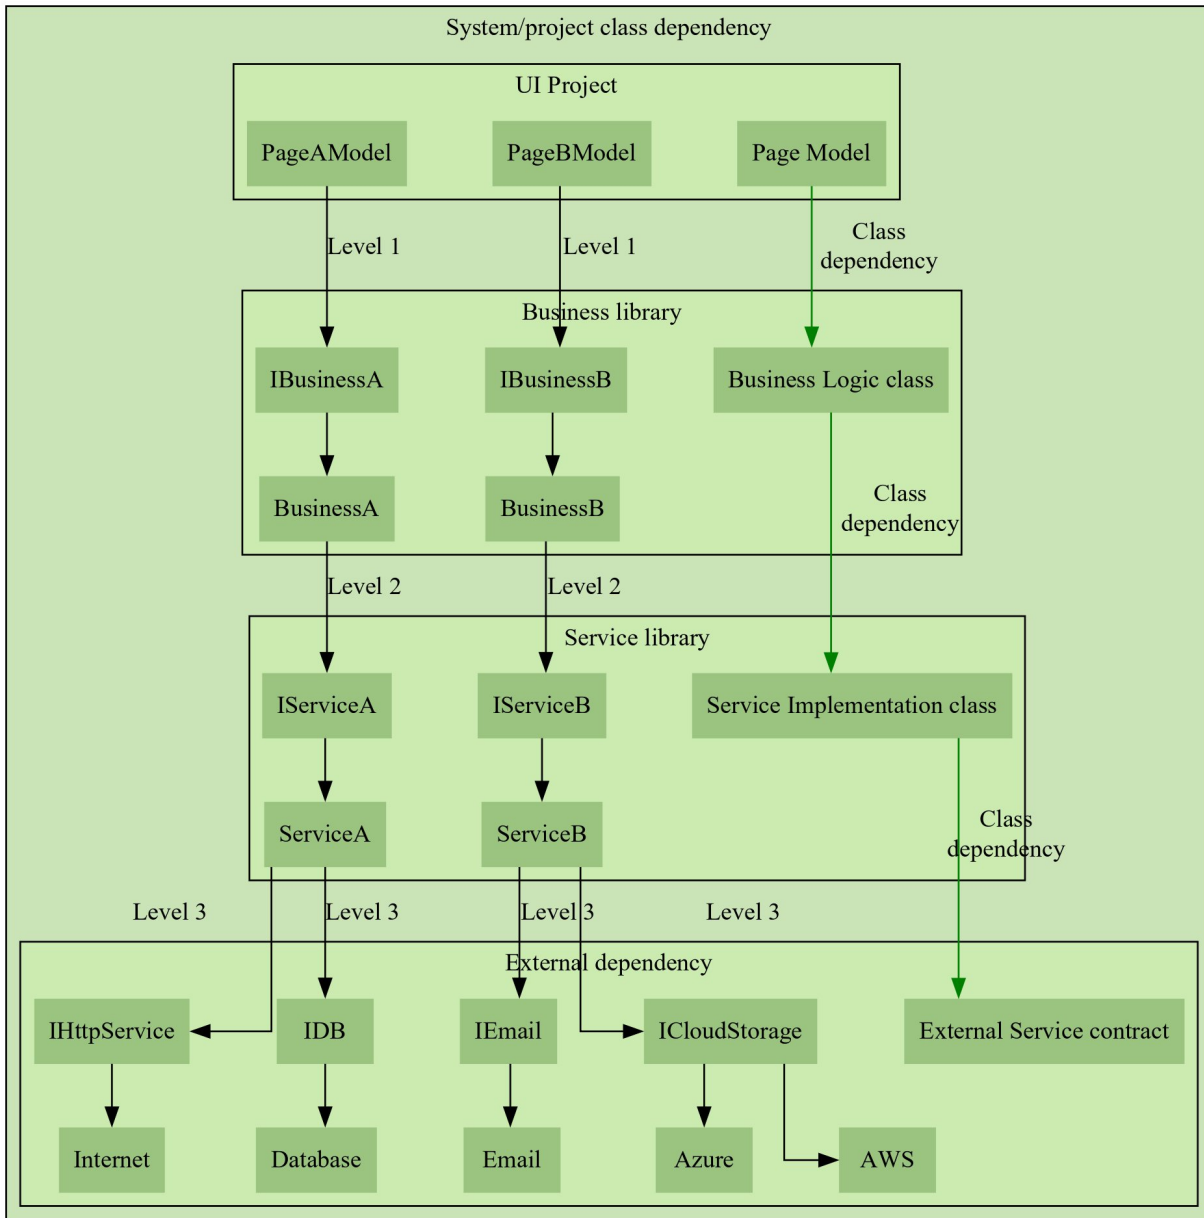 System/project class dependency
UI Project
PageAModel
PageBModel
Page Model
Level 1
Level 1
Class
dependency
Business library
IBusinessA
IBusinessB
Business Logic class
BusinessA
BusinessB
Class
dependency
Level 2
Level 2
Service library
IServiceA
IServiceB
Service Implementation class
ServiceA
ServiceB
Class
dependency
Level 3
Level 3
Level 3
Level 3
External dependency
IHttpService
IDB
IEmail
ICloudStorage
External Service contract
Internet
Database
Email
Azure
AWS